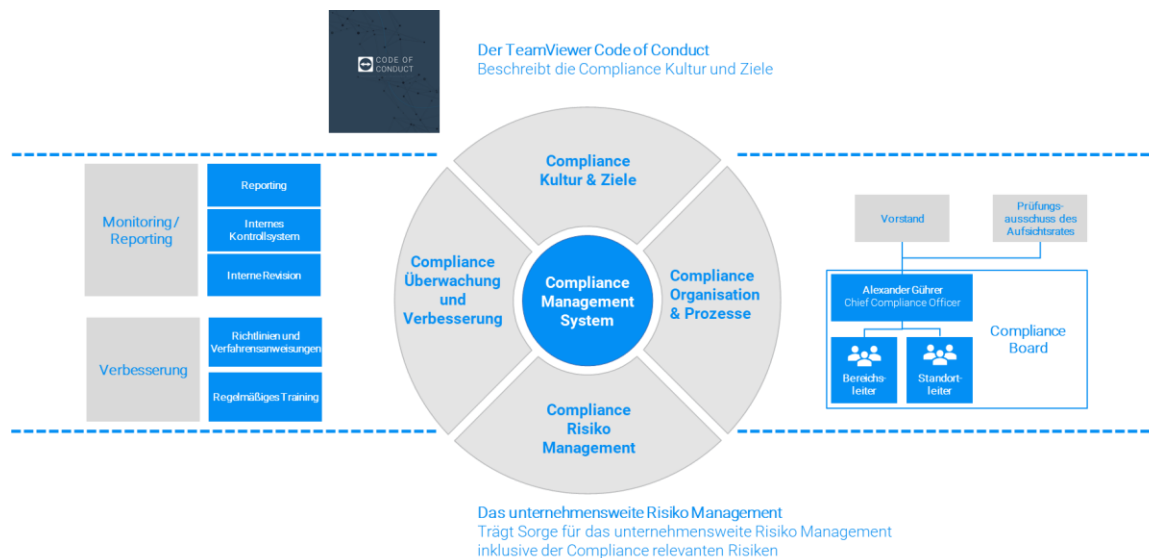 CODE OF
CONDUCT
Der TeamViewer Code of Conduct
Beschreibt die Compliance Kultur und Ziele
Compliance
Kultur & Ziele
Monitoring /
Reporting
Reporting
Internes
Kontrollsystem
Interne Revision
Verbesserung
Richtlinien und
Verfahrensanweisungen
Regelmäßiges Training
Compliance
Überwachung
und
Verbesserung
Compliance
Management
System
Compliance
Organisation
& Prozesse
Compliance
Risiko
Management
Vorstand
Prüfungs-
ausschuss des
Aufsichtsrates
Alexander Gührer
Chief Compliance Officer
Compliance
Board
Bereichs-
leiter
Standort-
leiter
Das unternehmensweite Risiko Management
Trägt Sorge für das unternehmensweite Risiko Management
inklusive der Compliance relevanten Risiken